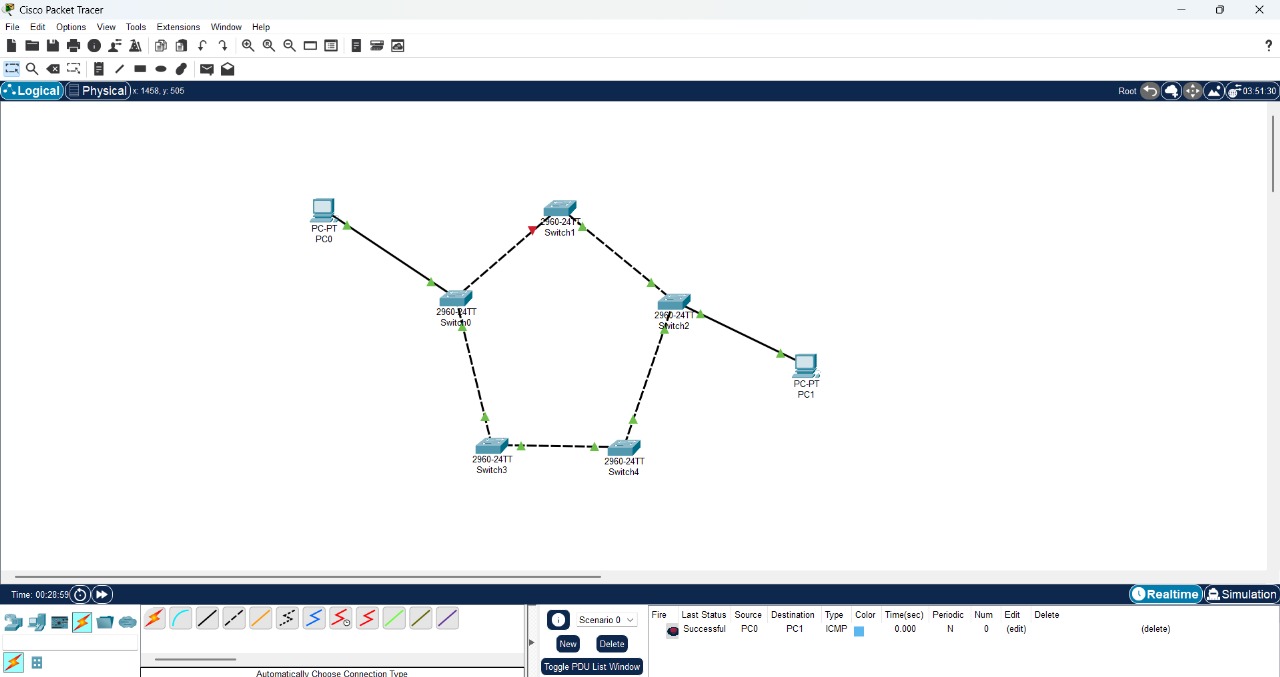 Cisco Packet Tracer
File Edit Options View Tools Extensions Window Help
?
Logical Physical x: 1458, y: 505
Root 03:51:30
PC-PT
PC0
2960-24TT
Switch1
2960-24TT
Switch0
2960-24TT
Switch2
PC-PT
PC1
2960-24TT
Switch3
2960-24TT
Switch4
Time: 00:28:59
Realtime Simulation
Scenario 0
New Delete
Toggle PDU List Window
Fire Last Status Source Destination Type Color Time(sec) Periodic Num Edit Delete
Successful PC0 PC1 ICMP 0.000 N 0 (edit) (delete)
Automatically Choose Connection Type